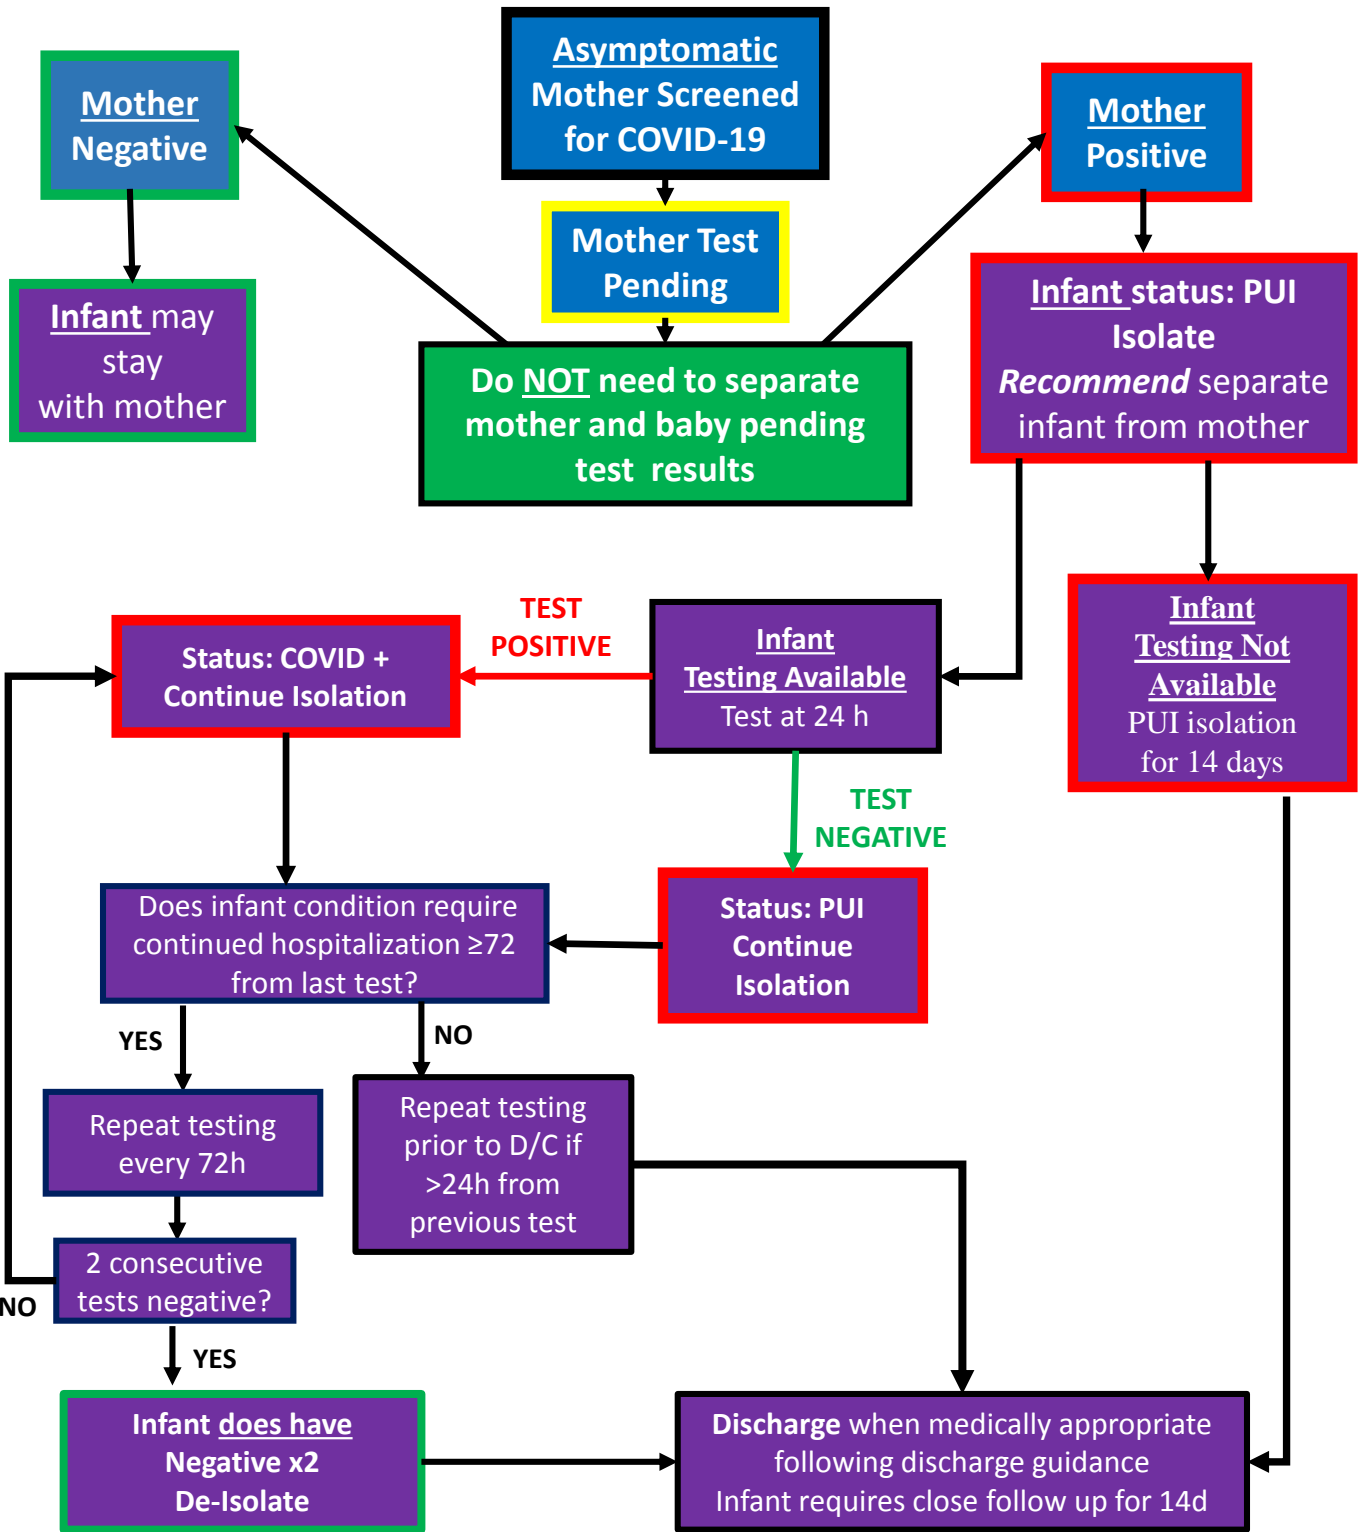 Asymptomatic
Mother Screened
for COVID-19
Mother
Negative
Mother
Positive
Mother Test
Pending
Infant may
stay
with mother
Do NOT need to separate
mother and baby pending
test results
Infant status: PUI
Isolate
Recommend separate
infant from mother
TEST
POSITIVE
Status: COVID +
Continue Isolation
Infant
Testing Available
Test at 24 h
Infant
Testing Not
Available
PUI isolation
for 14 days
TEST
NEGATIVE
Does infant condition require
continued hospitalization ≥72
from last test?
Status: PUI
Continue
Isolation
YES
NO
Repeat testing
every 72h
Repeat testing
prior to D/C if
>24h from
previous test
2 consecutive
tests negative?
NO
YES
Infant does have
Negative x2
De-Isolate
Discharge when medically appropriate
following discharge guidance
Infant requires close follow up for 14d